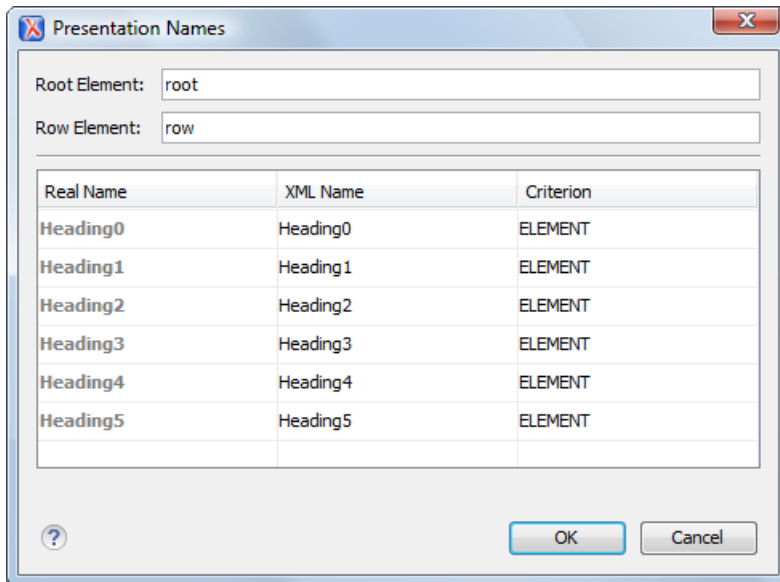 Presentation Names
Root Element: root
Row Element: row
Real Name XML Name Criterion
Heading0 Heading0 ELEMENT
Heading1 Heading1 ELEMENT
Heading2 Heading2 ELEMENT
Heading3 Heading3 ELEMENT
Heading4 Heading4 ELEMENT
Heading5 Heading5 ELEMENT
? OK Cancel